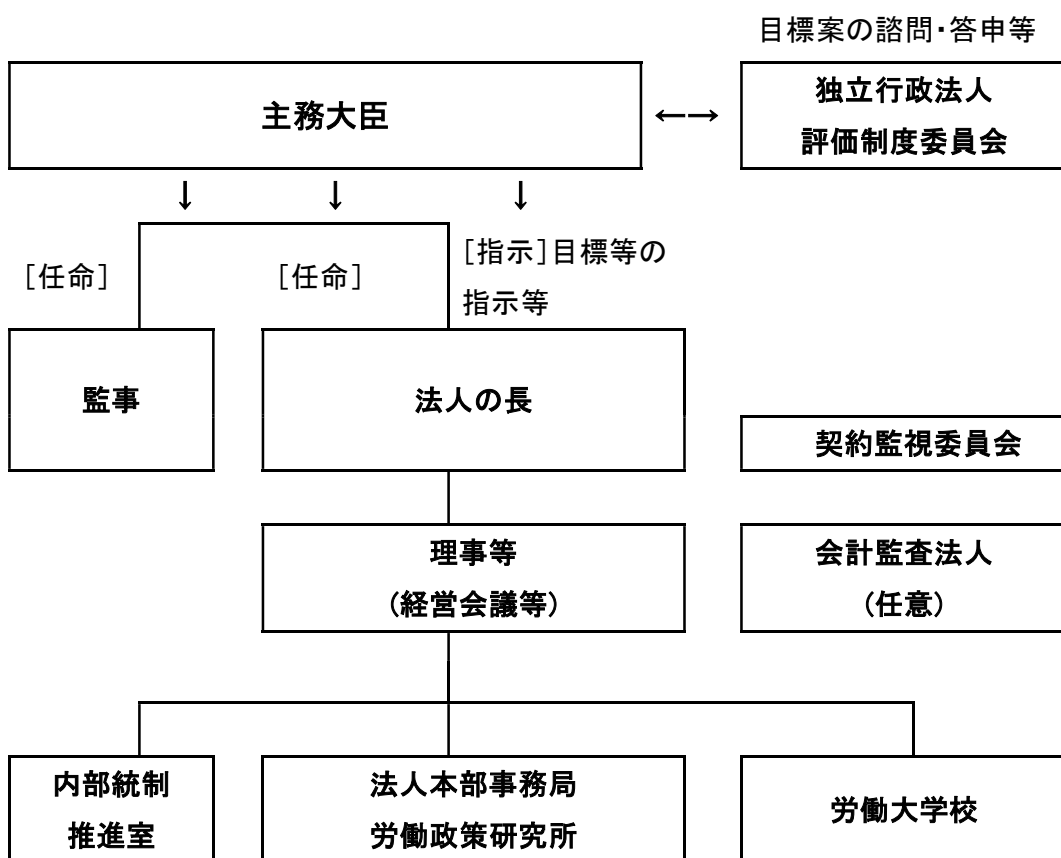 目標案の諮問・答申等
主務大臣
←→
独立行政法人
評価制度委員会
↓ ↓ ↓
[任命]
[任命]
[指示]目標等の
指示等
監事
法人の長
契約監視委員会
理事等
(経営会議等)
会計監査法人
(任意)
内部統制
推進室
法人本部事務局
労働政策研究所
労働大学校